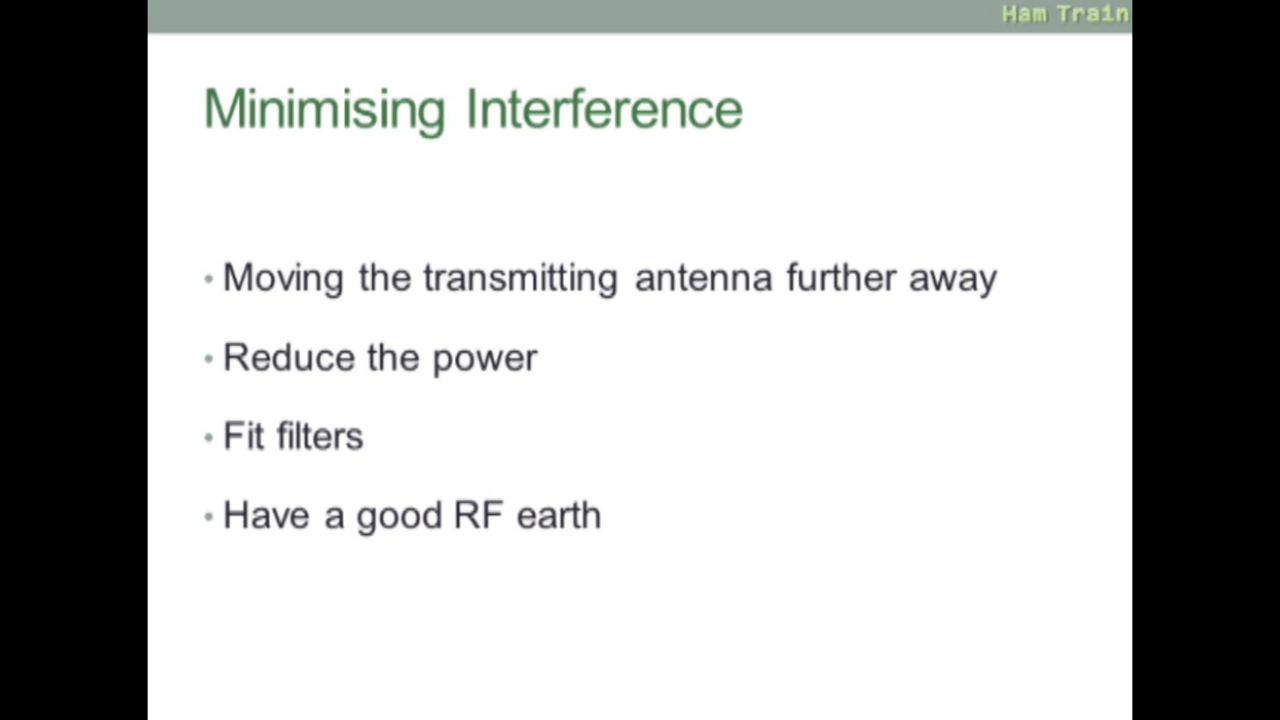 Ham Train
Minimising Interference
• Moving the transmitting antenna further away
• Reduce the power
• Fit filters
• Have a good RF earth